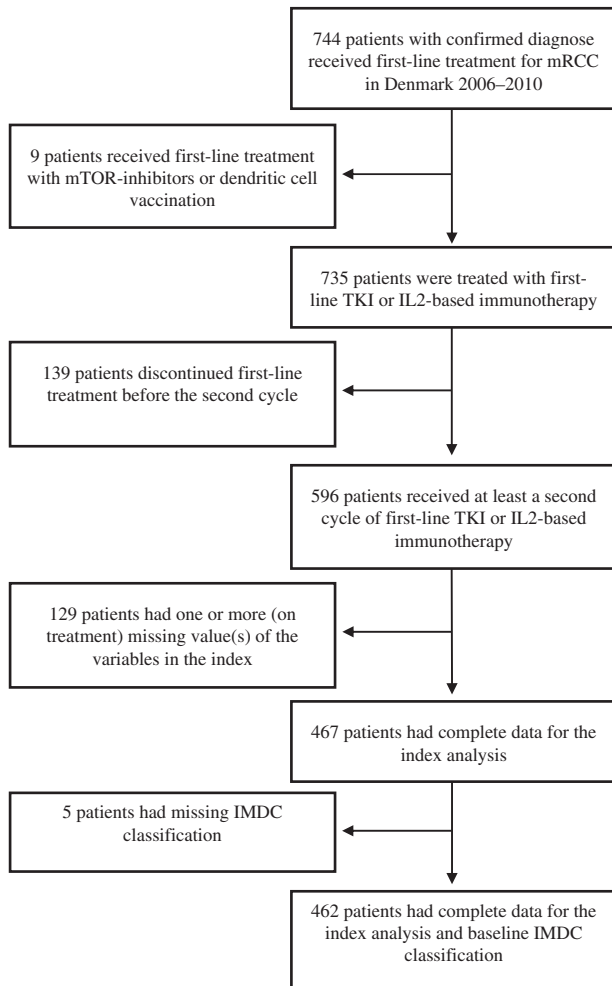 744 patients with confirmed diagnose
received first-line treatment for mRCC
in Denmark 2006–2010
9 patients received first-line treatment
with mTOR-inhibitors or dendritic cell
vaccination
735 patients were treated with first-
line TKI or IL2-based immunotherapy
139 patients discontinued first-line
treatment before the second cycle
596 patients received at least a second
cycle of first-line TKI or IL2-based
immunotherapy
129 patients had one or more (on
treatment) missing value(s) of the
variables in the index
467 patients had complete data for the
index analysis
5 patients had missing IMDC
classification
462 patients had complete data for the
index analysis and baseline IMDC
classification